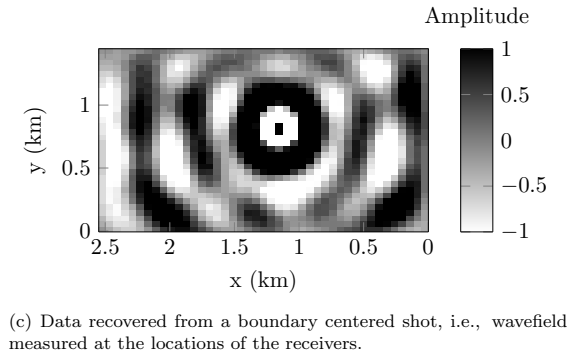 Amplitude
1
0.5
0
−0.5
−1
y (km)
1
0.5
0
2.5 2 1.5 1 0.5 0
x (km)
(c) Data recovered from a boundary centered shot, i.e., wavefield
measured at the locations of the receivers.